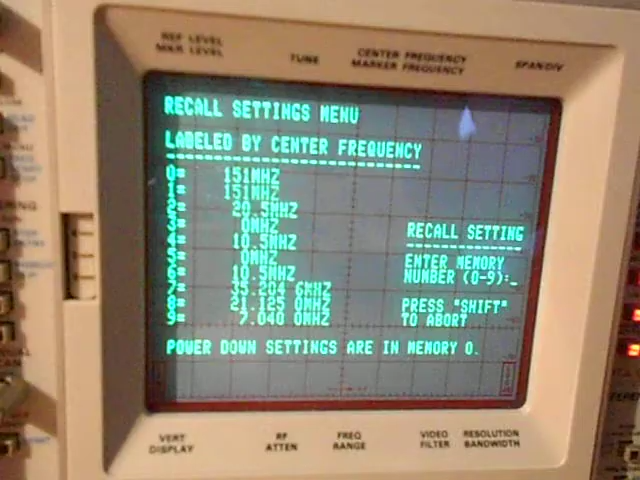 REF LEVEL
MKR LEVEL
TUNE
CENTER FREQUENCY
MARKER FREQUENCY
SPAN/DIV
RECALL SETTINGS MENU
LABELED BY CENTER FREQUENCY
0= 151MHZ
1= 151MHZ
2= 20.5MHZ
3= 0MHZ
4= 10.5MHZ
5= 0MHZ
6= 10.5MHZ
7= 35.204 6MHZ
8= 21.125 0MHZ
9= 7.040 0MHZ
RECALL SETTING
ENTER MEMORY
NUMBER (0-9):_
PRESS "SHIFT"
TO ABORT
POWER DOWN SETTINGS ARE IN MEMORY 0.
VERT
DISPLAY
RF
ATTEN
FREQ
RANGE
VIDEO
FILTER
RESOLUTION
BANDWIDTH